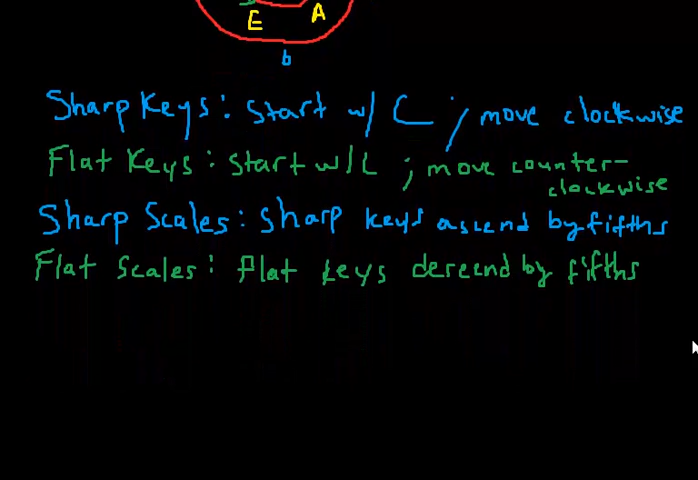 E A
b
Sharp Keys: Start w/ C ; move clockwise
Flat Keys: Start w/C ; move counter-
clockwise
Sharp Scales: sharp keys ascend by fifths
Flat Scales: flat keys descend by fifths